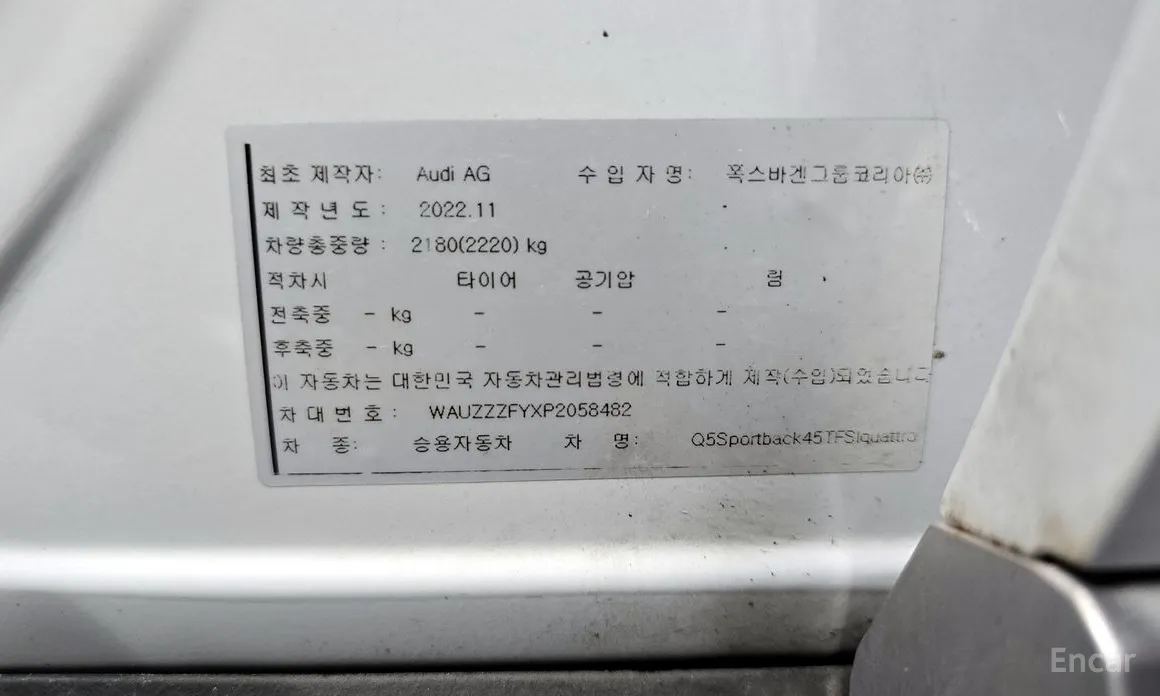 최초 제작자: Audi AG 수 입 자 명: 폭스바겐그룹코리아㈜
제 작 년 도 : 2022.11
차량총중량 : 2180(2220) kg
적차시 타이어 공기압 림
전축중 - kg - - -
후축중 - kg - - -
이 자동차는 대한민국 자동차관리법령에 적합하게 제작(수입)되었습니다
차 대 번 호 : WAUZZZFYXP2058482
차 종: 승용자동차 차 명: Q5Sportback45TFSIquattro
Encar